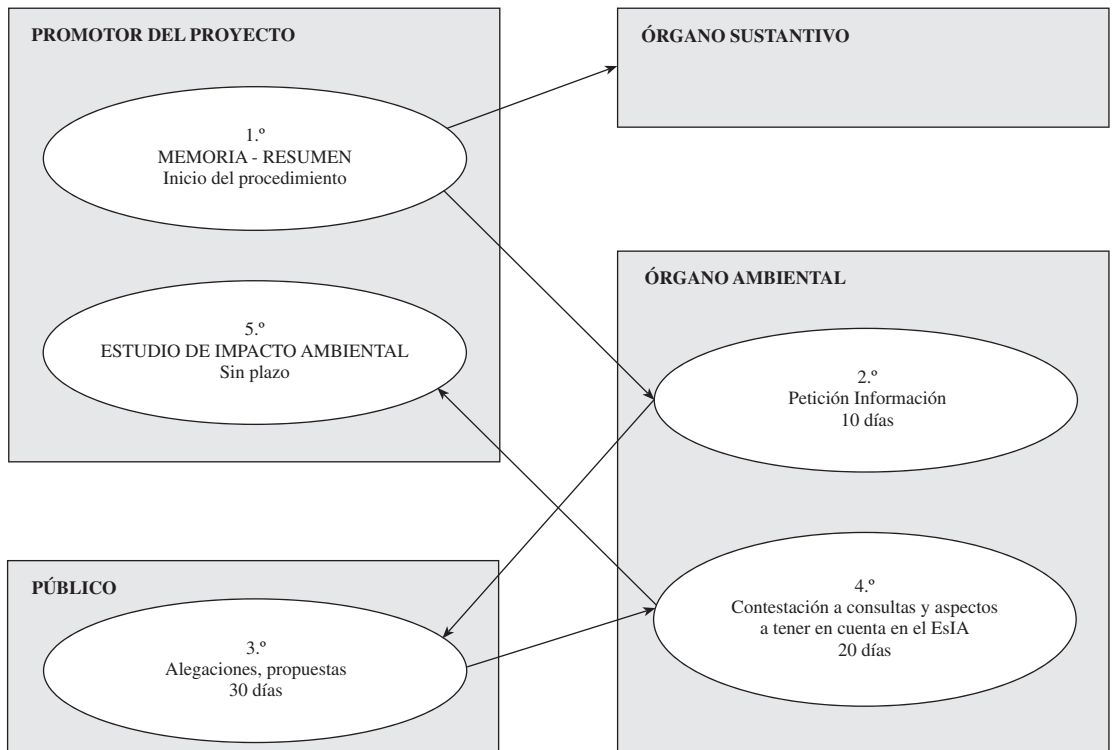 PROMOTOR DEL PROYECTO
1.º
MEMORIA - RESUMEN
Inicio del procedimiento
5.º
ESTUDIO DE IMPACTO AMBIENTAL
Sin plazo
ÓRGANO SUSTANTIVO
ÓRGANO AMBIENTAL
2.º
Petición Información
10 días
4.º
Contestación a consultas y aspectos
a tener en cuenta en el EsIA
20 días
PÚBLICO
3.º
Alegaciones, propuestas
30 días